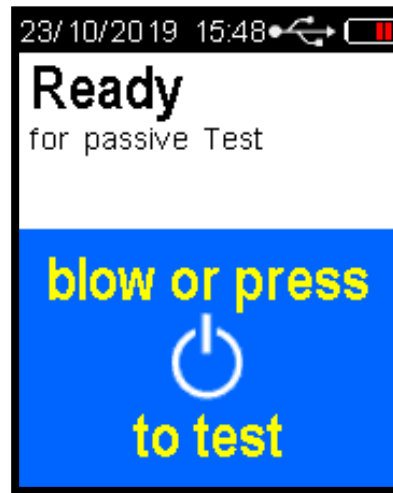 23/10/2019 15:48
Ready
for passive Test
blow or press
to test